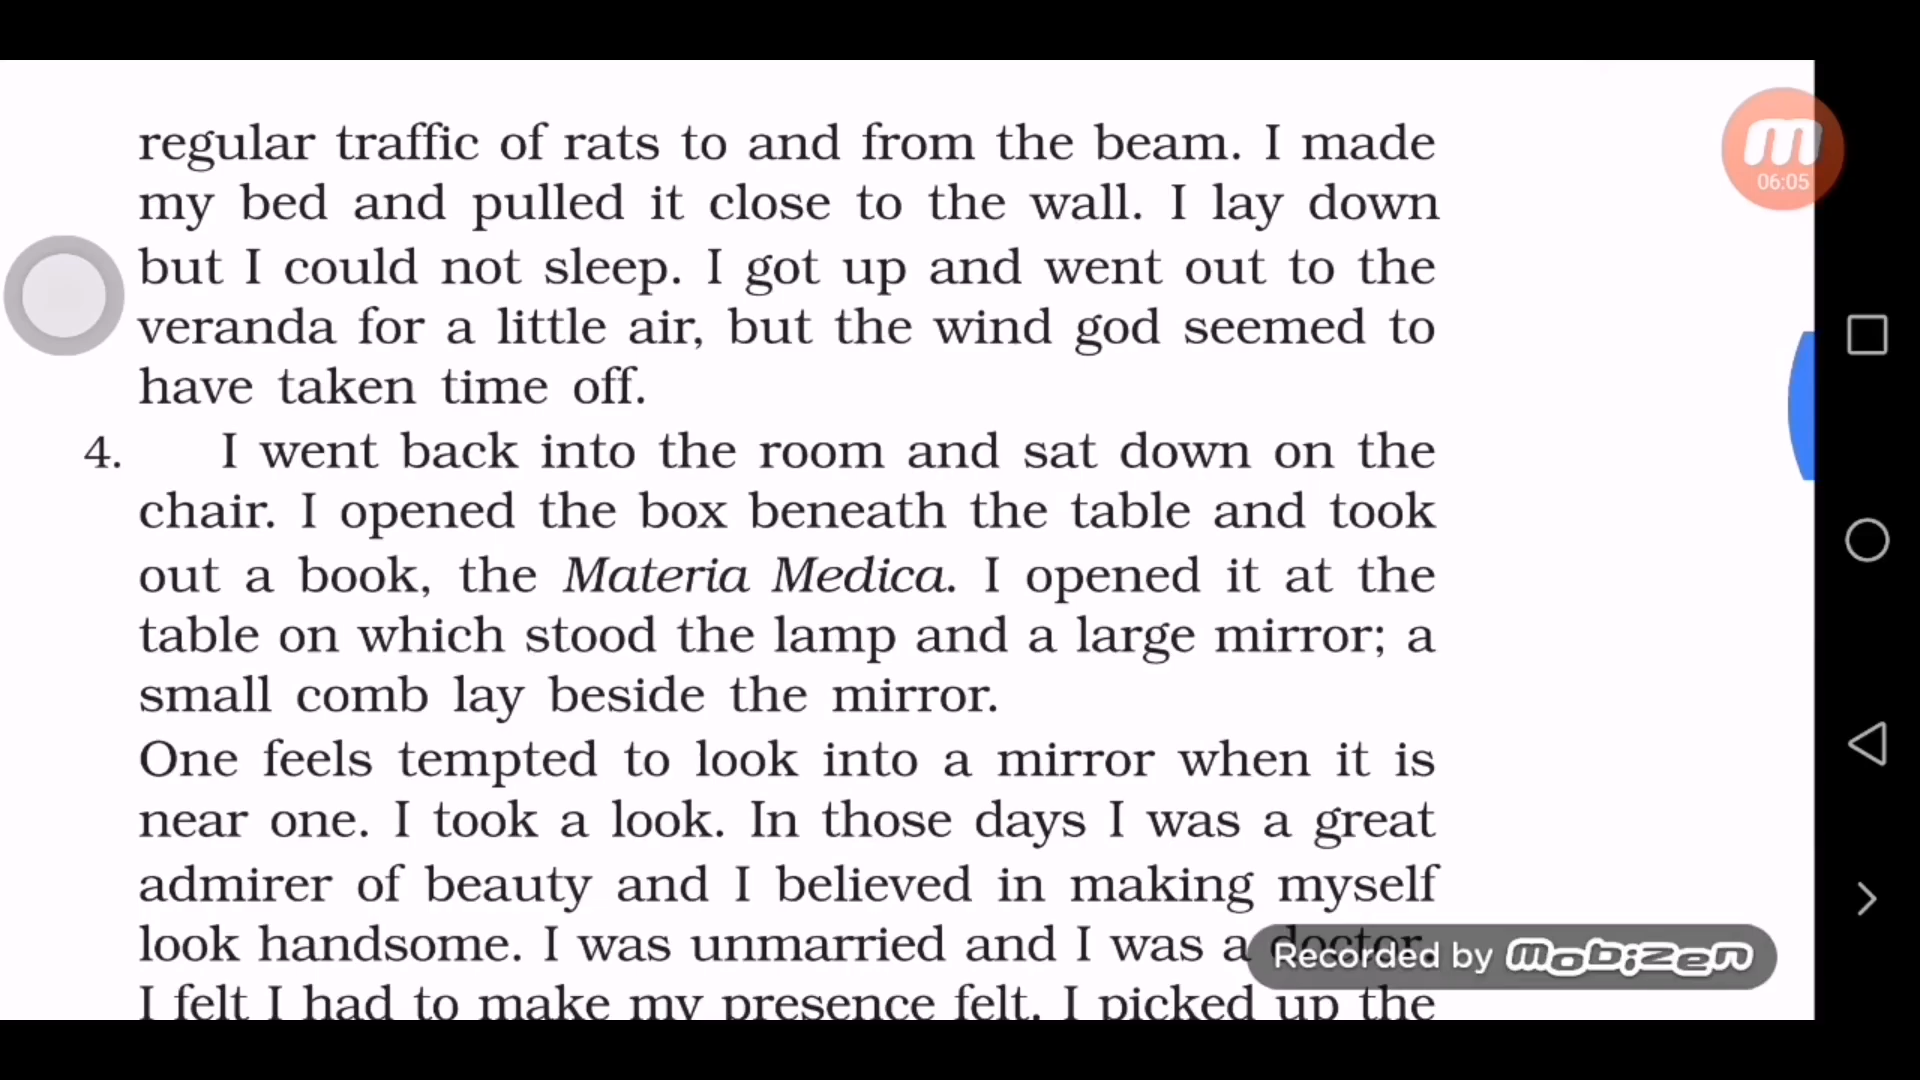 regular traffic of rats to and from the beam. I made
my bed and pulled it close to the wall. I lay down
but I could not sleep. I got up and went out to the
veranda for a little air, but the wind god seemed to
have taken time off.
4. I went back into the room and sat down on the
chair. I opened the box beneath the table and took
out a book, the Materia Medica. I opened it at the
table on which stood the lamp and a large mirror; a
small comb lay beside the mirror.
One feels tempted to look into a mirror when it is
near one. I took a look. In those days I was a great
admirer of beauty and I believed in making myself
look handsome. I was unmarried and I was a doctor.
I felt I had to make my presence felt. I picked up the
06:05
Recorded by mobizen